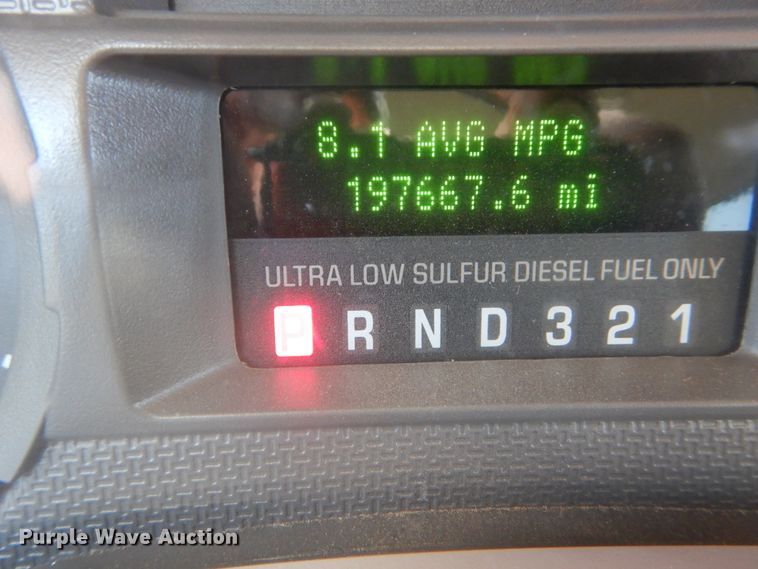 8.1 AVG MPG
197667.6 mi
ULTRA LOW SULFUR DIESEL FUEL ONLY
P R N D 3 2 1
Purple Wave Auction